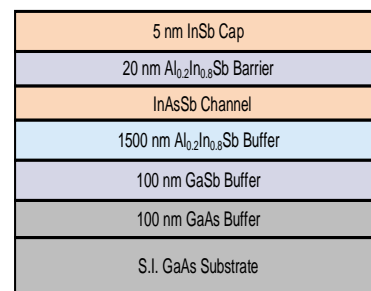 5 nm InSb Cap
20 nm Al₀.₂In₀.₈Sb Barrier
InAsSb Channel
1500 nm Al₀.₂In₀.₈Sb Buffer
100 nm GaSb Buffer
100 nm GaAs Buffer
S.I. GaAs Substrate